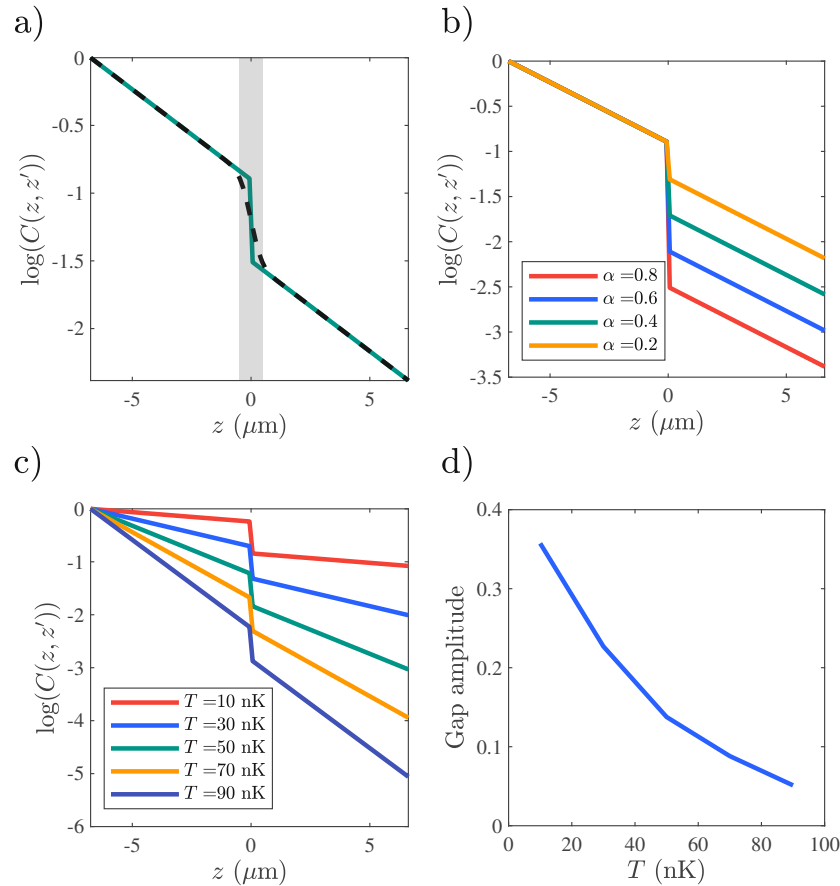 a)
0
-0.5
-1
-1.5
-2
-5 0 5
z (μm)
log(C(z, z′))
b)
0
-0.5
-1
-1.5
-2
-2.5
-3
-3.5
-5 0 5
z (μm)
log(C(z, z′))
α =0.8
α =0.6
α =0.4
α =0.2
c)
0
-1
-2
-3
-4
-5
-6
-5 0 5
z (μm)
log(C(z, z′))
T =10 nK
T =30 nK
T =50 nK
T =70 nK
T =90 nK
d)
0.4
0.3
0.2
0.1
0
0 20 40 60 80 100
T (nK)
Gap amplitude